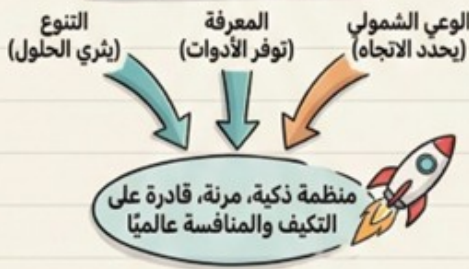 الوعي الشمولي
(يحدد الاتجاه)
المعرفة
(توفر الأدوات)
التنوع
(يثري الحلول)
منظمة ذكية، مرنة، قادرة على
التكيف والمنافسة عالميًا